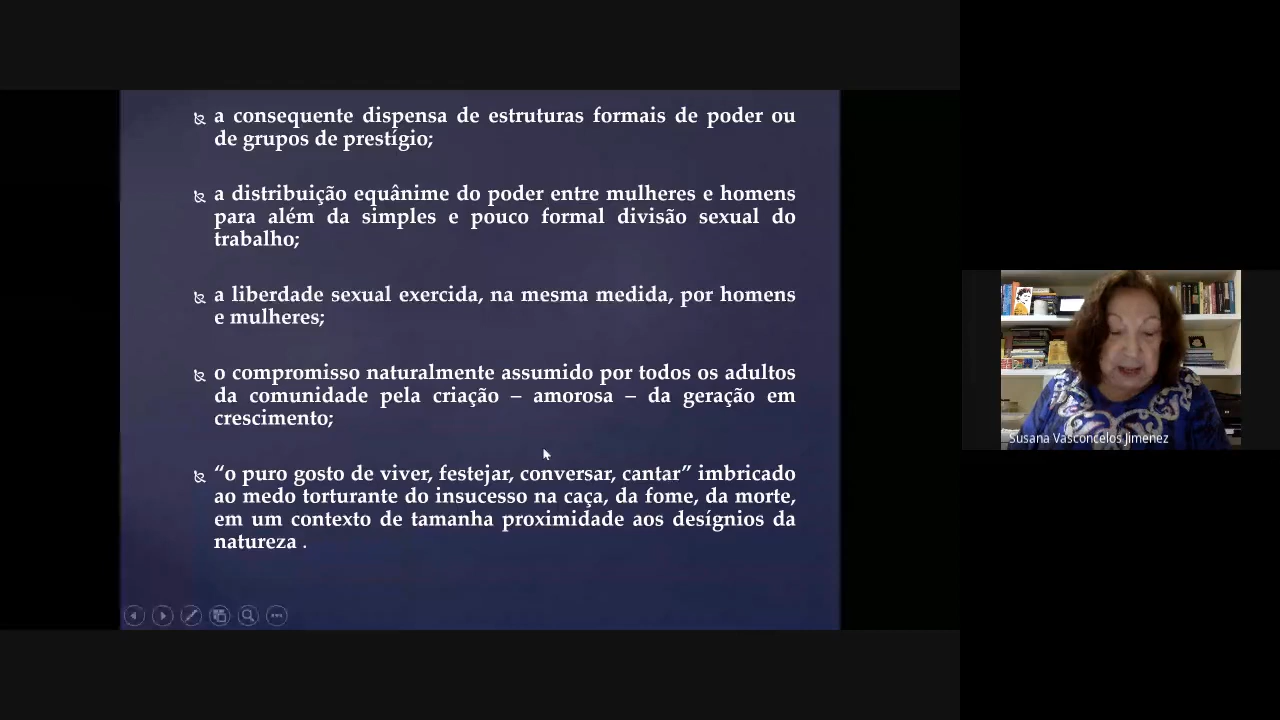 a consequente dispensa de estruturas formais de poder ou
de grupos de prestígio;
a distribuição equânime do poder entre mulheres e homens
para além da simples e pouco formal divisão sexual do
trabalho;
a liberdade sexual exercida, na mesma medida, por homens
e mulheres;
o compromisso naturalmente assumido por todos os adultos
da comunidade pela criação – amorosa – da geração em
crescimento;
“o puro gosto de viver, festejar, conversar, cantar” imbricado
ao medo torturante do insucesso na caça, da fome, da morte,
em um contexto de tamanha proximidade aos desígnios da
natureza .
Susana Vasconcelos Jimenez